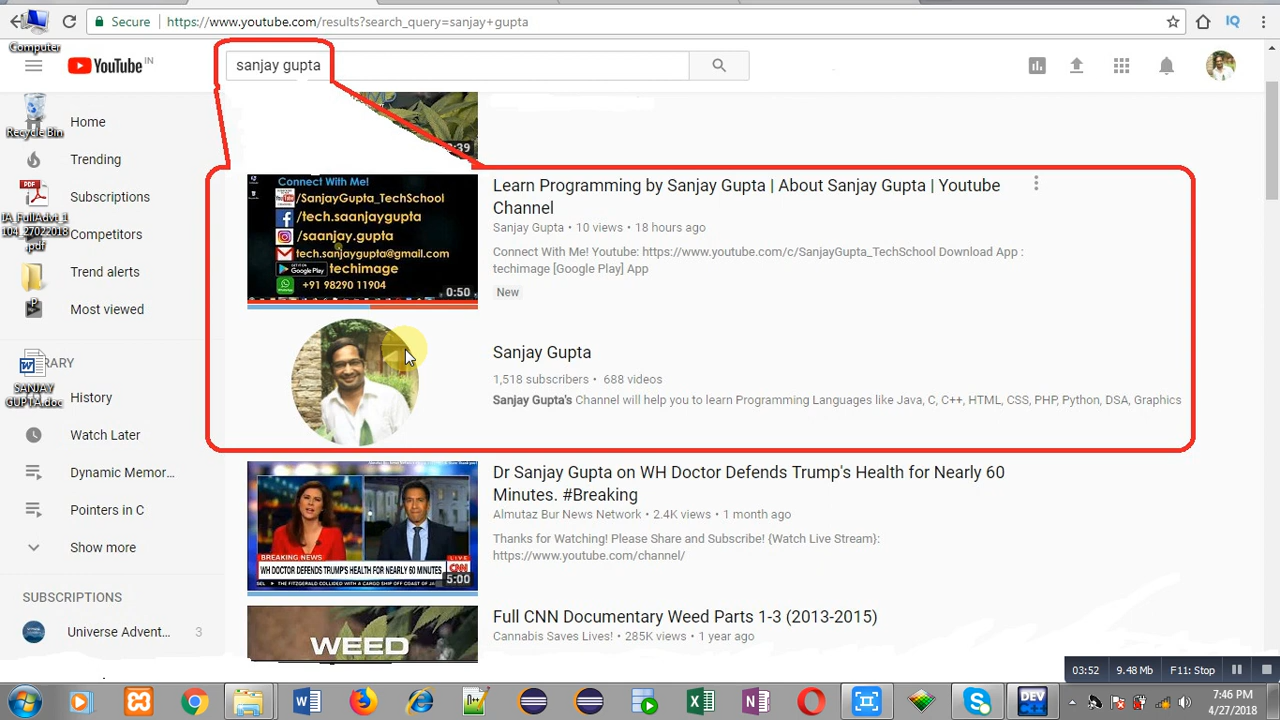 Secure
https://www.youtube.com/results?search_query=sanjay+gupta
IQ
Computer
YouTube IN
sanjay gupta
Recycle Bin
Home
Trending
Subscriptions
Competitors
Trend alerts
Most viewed
History
Watch Later
Dynamic Memor...
Pointers in C
Show more
SUBSCRIPTIONS
Universe Advent... 3
PDF
SANJAY
GUPTA.doc
Connect With Me!
/SanjayGupta_TechSchool
/tech.saanjaygupta
/saanjay.gupta
tech.sanjaygupta@gmail.com
Google Play techimage
+91 98290 11904
0:50
Learn Programming by Sanjay Gupta | About Sanjay Gupta | Youtube
Channel
Sanjay Gupta • 10 views • 18 hours ago
Connect With Me! Youtube: https://www.youtube.com/c/SanjayGupta_TechSchool Download App :
techimage [Google Play] App
New
Sanjay Gupta
1,518 subscribers • 688 videos
Sanjay Gupta's Channel will help you to learn Programming Languages like Java, C, C++, HTML, CSS, PHP, Python, DSA, Graphics
BREAKING NEWS
LIVE
WH DOCTOR DEFENDS TRUMP'S HEALTH FOR NEARLY 60 MINUTES
CNN
5:00
Dr Sanjay Gupta on WH Doctor Defends Trump's Health for Nearly 60
Minutes. #Breaking
Almutaz Bur News Network • 2.4K views • 1 month ago
Thanks for Watching! Please Share and Subscribe! {Watch Live Stream}:
https://www.youtube.com/channel/
WEED
Full CNN Documentary Weed Parts 1-3 (2013-2015)
Cannabis Saves Lives! • 285K views • 1 year ago
03:52 9.48 Mb F11: Stop
DEV
7:46 PM
4/27/2018